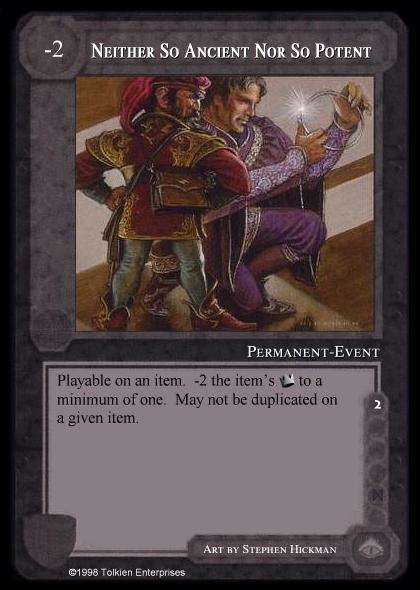 -2
Neither So Ancient Nor So Potent
Permanent-Event
Playable on an item. -2 the item's to a
minimum of one. May not be duplicated on
a given item.
2
N
Art by Stephen Hickman
©1998 Tolkien Enterprises